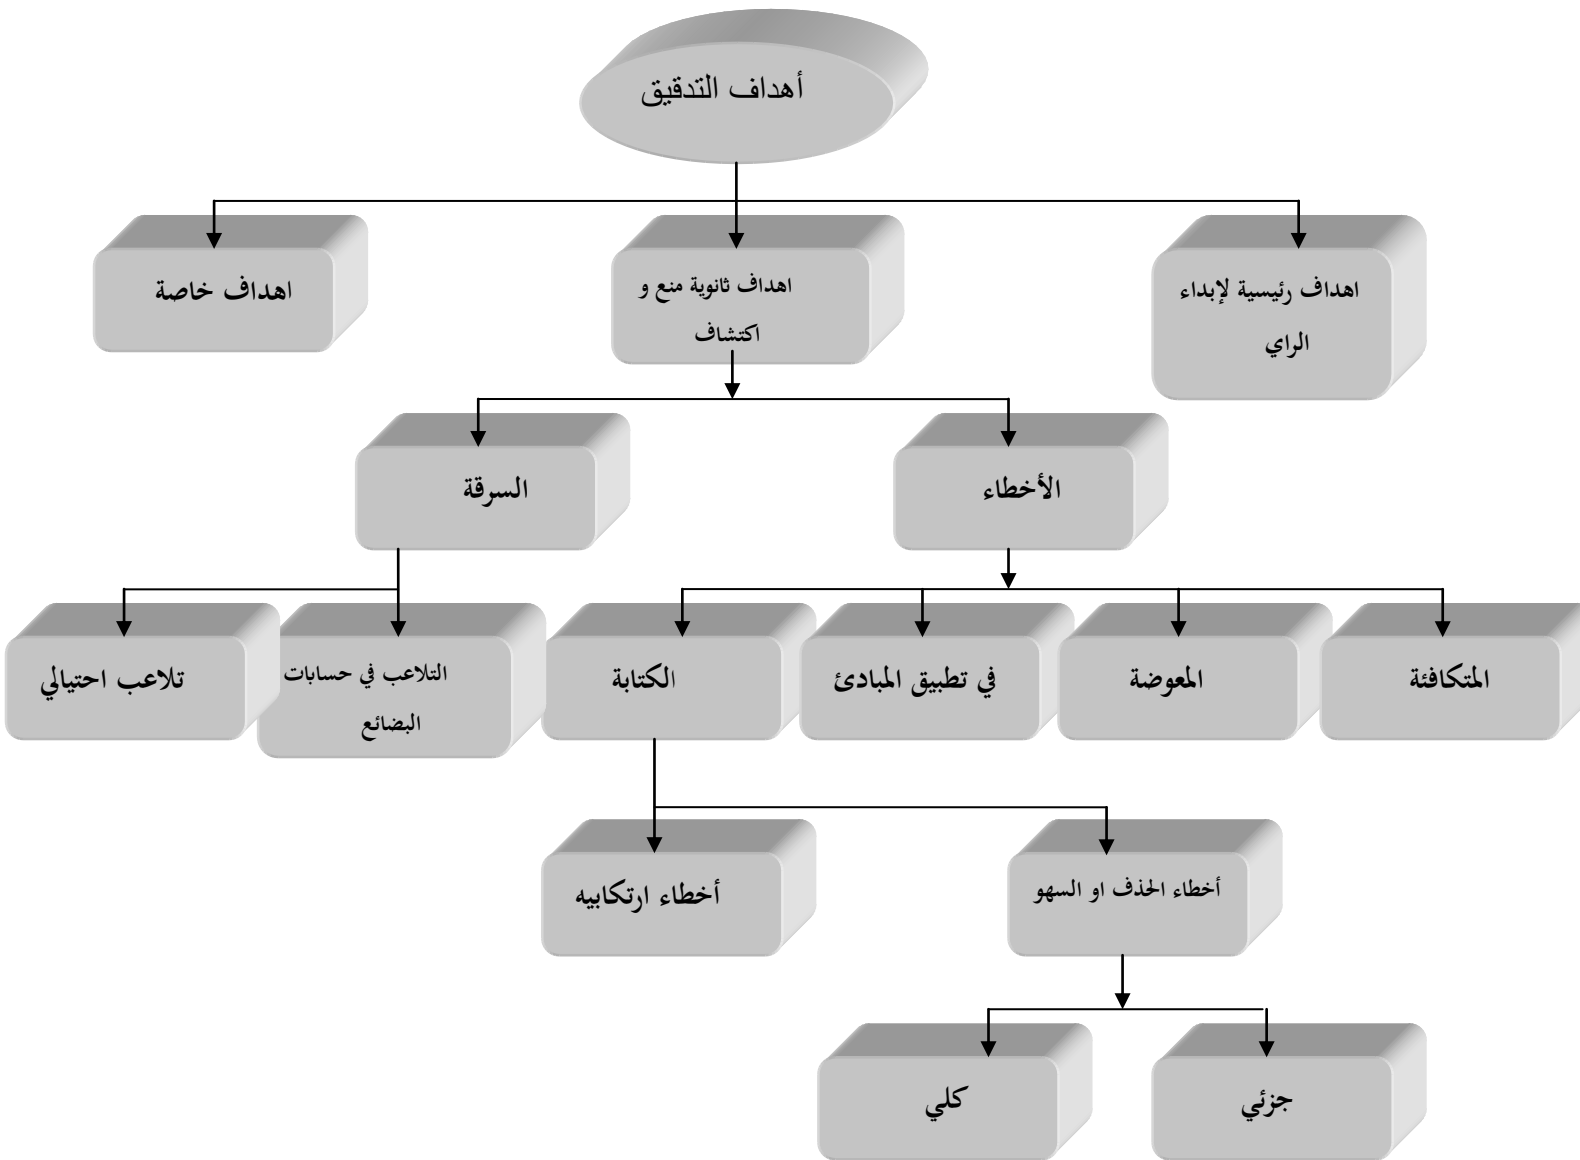 أهداف التدقيق
اهداف رئيسية لإبداء
الراي
اهداف ثانوية منع و
اكتشاف
اهداف خاصة
الأخطاء
السرقة
المتكافئة
المعوضة
في تطبيق المبادئ
الكتابة
التلاعب في حسابات
البضائع
تلاعب احتيالي
أخطاء الحذف او السهو
أخطاء ارتكابيه
جزئي
كلي